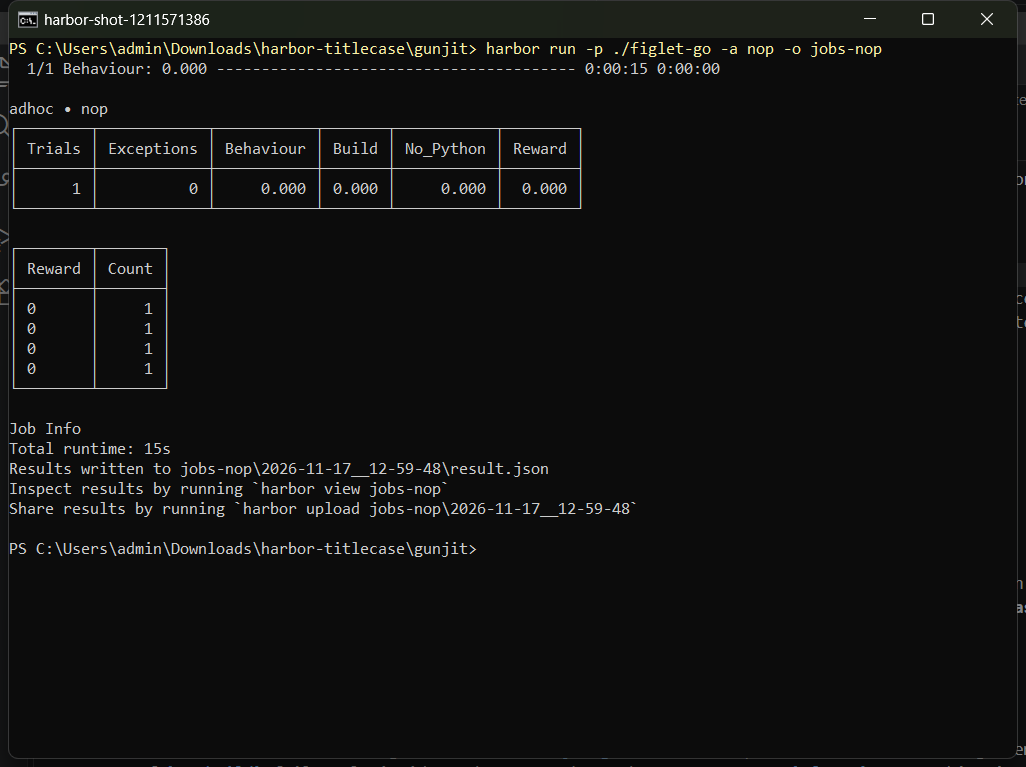 harbor-shot-1211571386
PS C:\Users\admin\Downloads\harbor-titlecase\gunjit> harbor run -p ./figlet-go -a nop -o jobs-nop
1/1 Behaviour: 0.000 ---------------------------------------- 0:00:15 0:00:00
adhoc • nop
Trials Exceptions Behaviour Build No_Python Reward
1 0 0.000 0.000 0.000 0.000
Reward Count
0 1
0 1
0 1
0 1
Job Info
Total runtime: 15s
Results written to jobs-nop\2026-11-17__12-59-48\result.json
Inspect results by running `harbor view jobs-nop`
Share results by running `harbor upload jobs-nop\2026-11-17__12-59-48`
PS C:\Users\admin\Downloads\harbor-titlecase\gunjit>